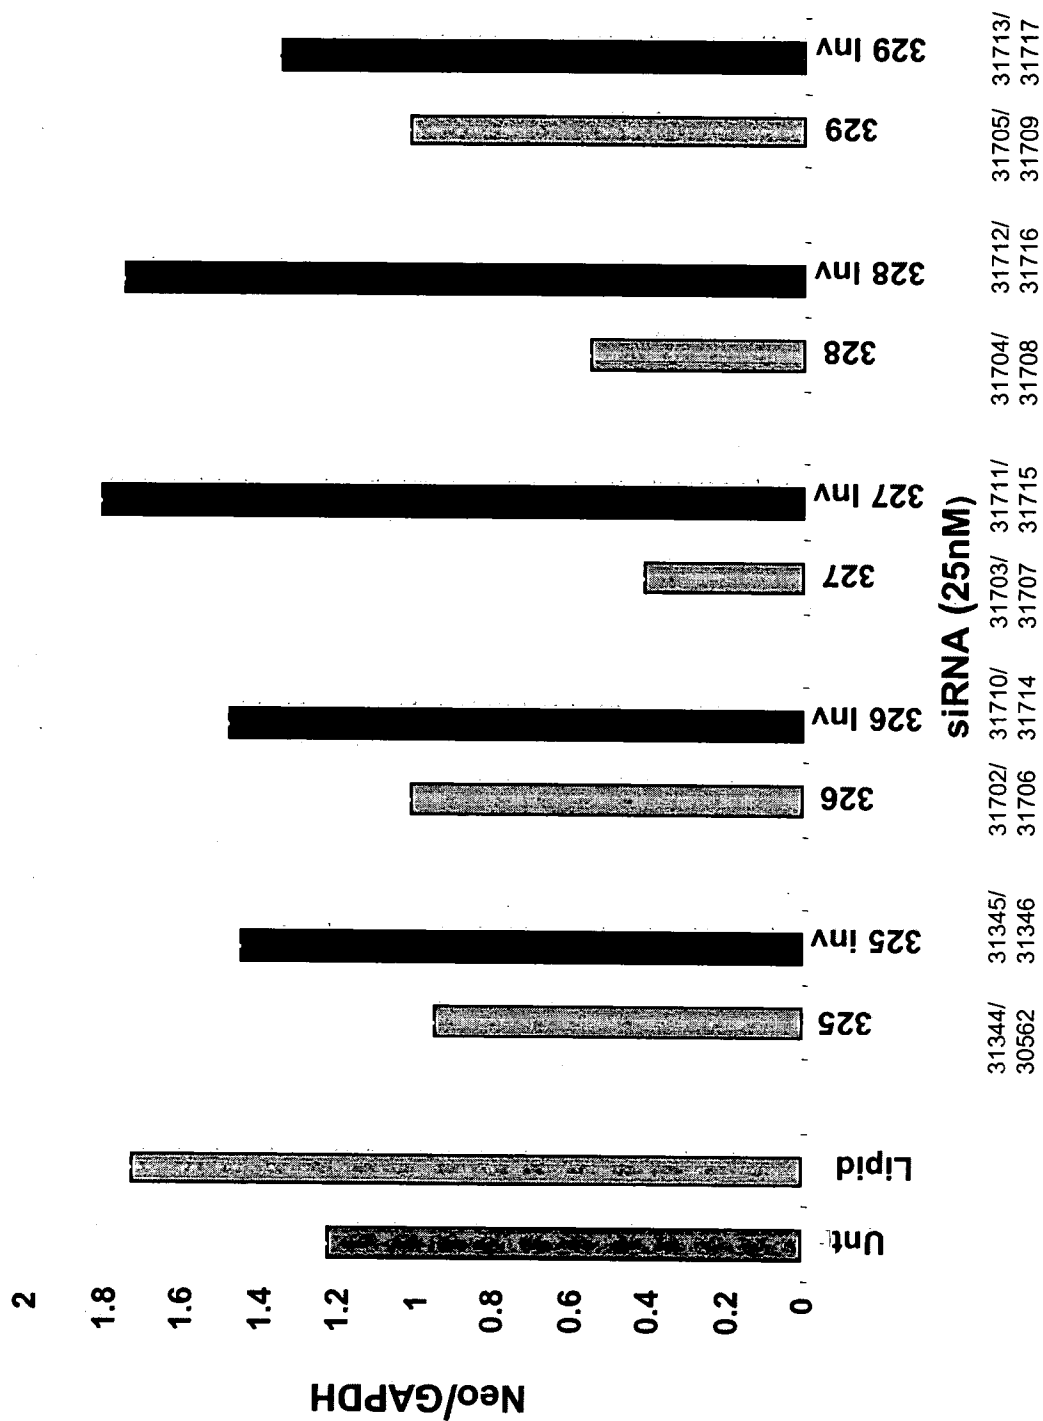 Neo/GAPDH
2
1.8
1.6
1.4
1.2
1
0.8
0.6
0.4
0.2
0
Unt
Lipid
325
325 inv
326
326 Inv
327
327 Inv
328
328 Inv
329
329 Inv
siRNA (25nM)
31344/ 31345/ 31702/ 31710/ 31703/ 31711/ 31704/ 31712/ 31705/ 31713/
30562 31346 31706 31714 31707 31715 31708 31716 31709 31717